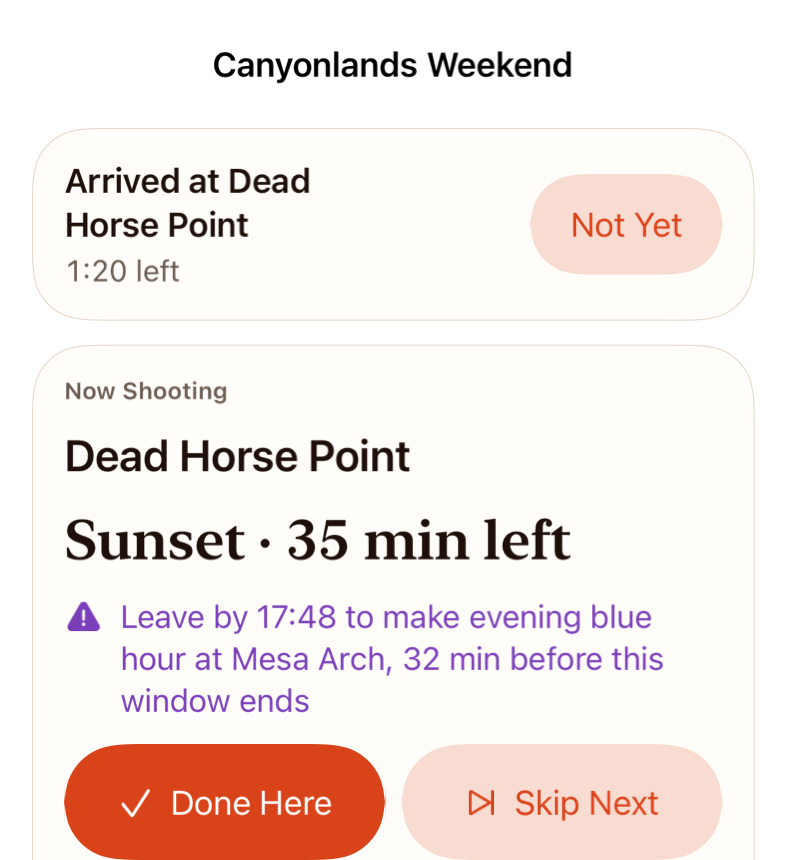 Canyonlands Weekend
Arrived at Dead
Horse Point
1:20 left
Not Yet
Now Shooting
Dead Horse Point
Sunset · 35 min left
Leave by 17:48 to make evening blue
hour at Mesa Arch, 32 min before this
window ends
Done Here
Skip Next